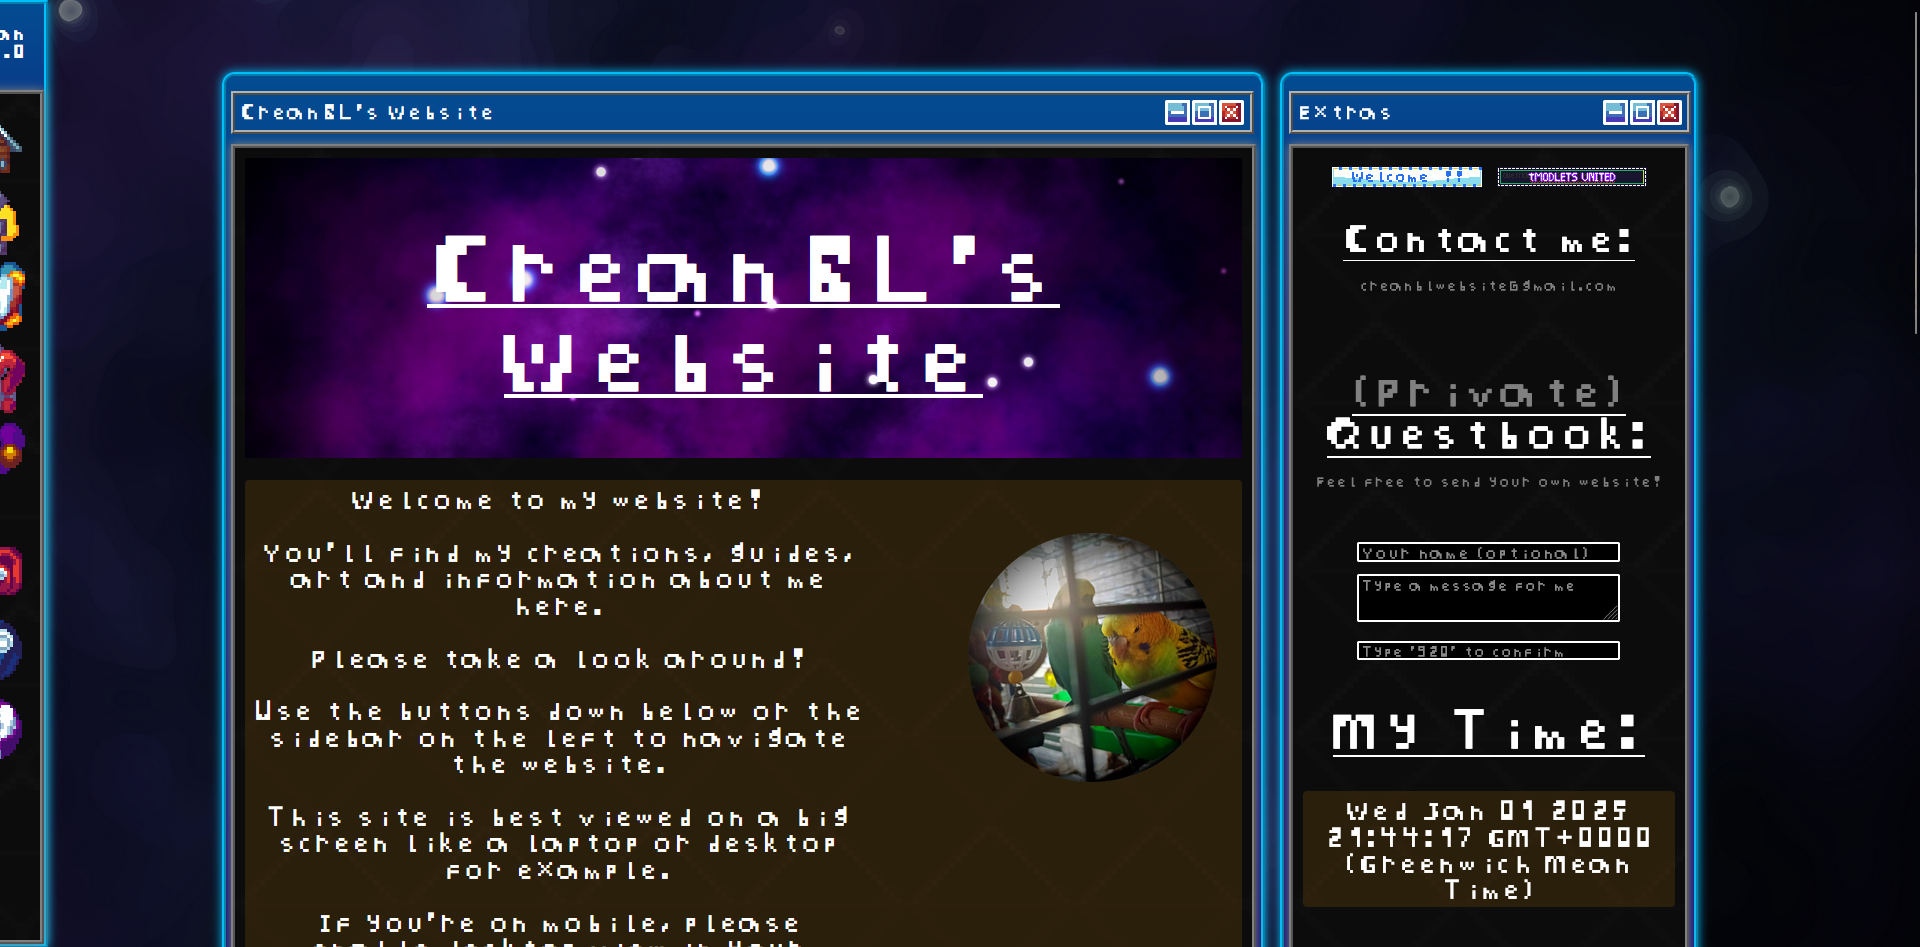 an
.0
CreanBL's Website
CreanBL's
Website
Welcome to my website!
You'll find my creations, guides,
art and information about me
here.
Please take a look around!
Use the buttons down below or the
sidebar on the left to navigate
the website.
This site is best viewed on a big
screen like a laptop or desktop
for example.
If you're on mobile, please
Extras
Welcome !!
tMODLETS UNITED
Contact me:
creanblwebsite@gmail.com
(Private)
Questbook:
Feel free to send your own website!
Your name (optional)
Type a message for me
Type '920' to confirm
My Time:
Wed Jan 01 2025
21:44:17 GMT+0000
(Greenwich Mean
Time)